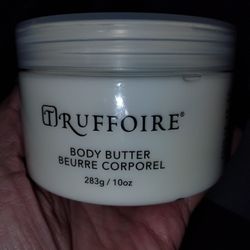 TRUFFOIRE®
BODY BUTTER
BEURRE CORPOREL
283g / 10oz